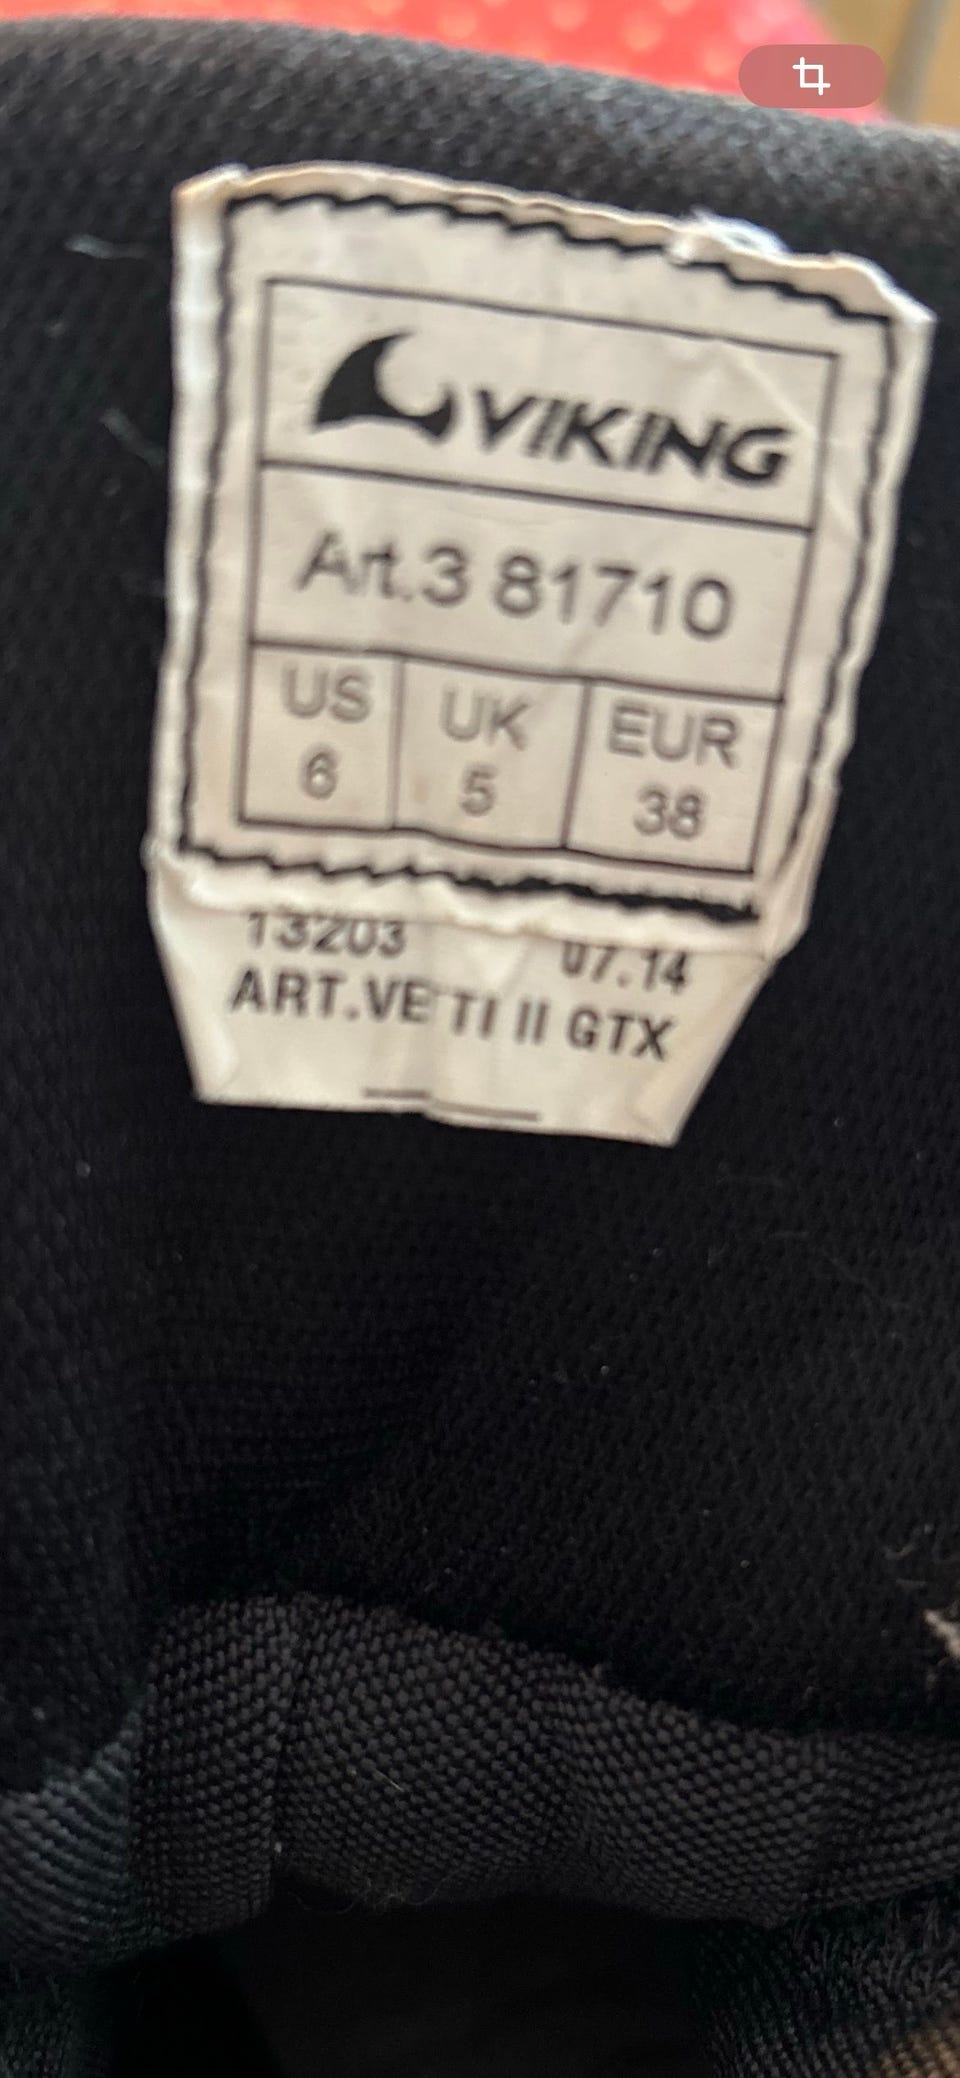 VIKING
Art.3 81710
US UK EUR
6 5 38
13203 07.14
II GTX